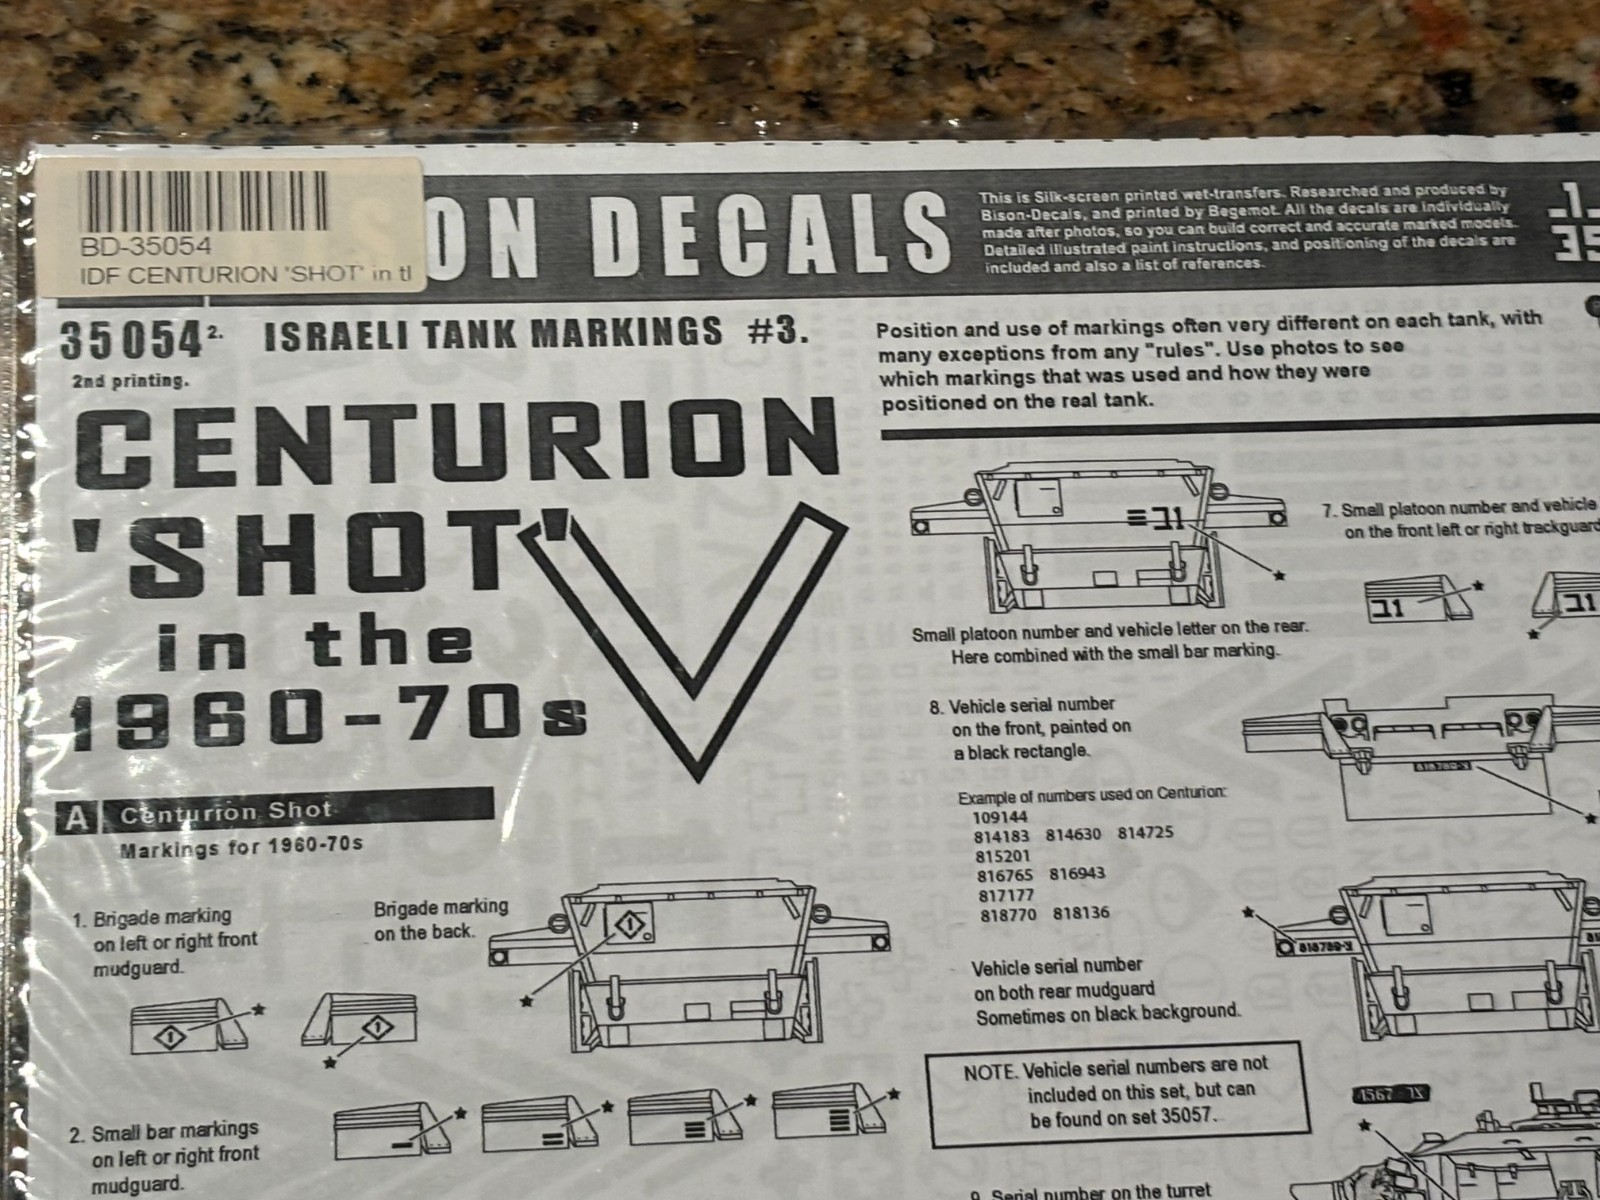 BD-35054
IDF CENTURION 'SHOT' in tl
ON DECALS
This is Silk-screen printed wet-transfers. Researched and produced by
Bison-Decals, and printed by Begemot. All the decals are individually
made after photos, so you can build correct and accurate marked models.
Detailed illustrated paint instructions, and positioning of the decals are
included and also a list of references.
1
35
35054 2. ISRAELI TANK MARKINGS #3.
2nd printing.
CENTURION
'SHOT'
in the
1960-70s
A Centurion Shot
Markings for 1960-70s
1. Brigade marking
on left or right front
mudguard.
Brigade marking
on the back.
1
1
1
2. Small bar markings
on left or right front
mudguard.
Position and use of markings often very different on each tank, with
many exceptions from any "rules". Use photos to see
which markings that was used and how they were
positioned on the real tank.
ב1
Small platoon number and vehicle letter on the rear.
Here combined with the small bar marking.
7. Small platoon number and vehicle
on the front left or right trackguard
ב1
ב1
8. Vehicle serial number
on the front, painted on
a black rectangle.
Example of numbers used on Centurion:
109144
814183 814630 814725
815201
816765 816943
817177
818770 818136
Vehicle serial number
on both rear mudguard
Sometimes on black background.
NOTE. Vehicle serial numbers are not
included on this set, but can
be found on set 35057.
9. Serial number on the turret